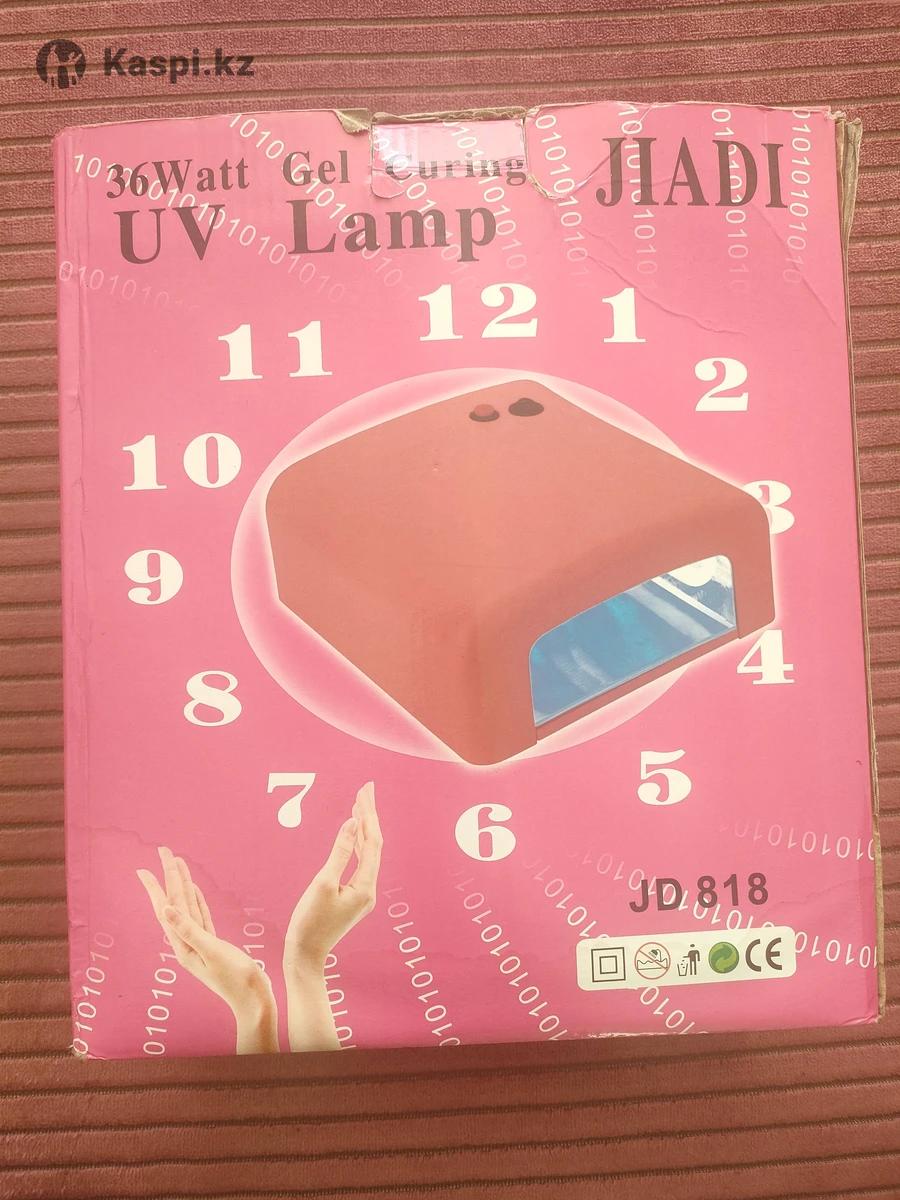 Kaspi.kz
36Watt Gel Curing
UV Lamp
JIADI
12
1
2
3
4
5
6
7
8
9
10
11
JD 818
CE